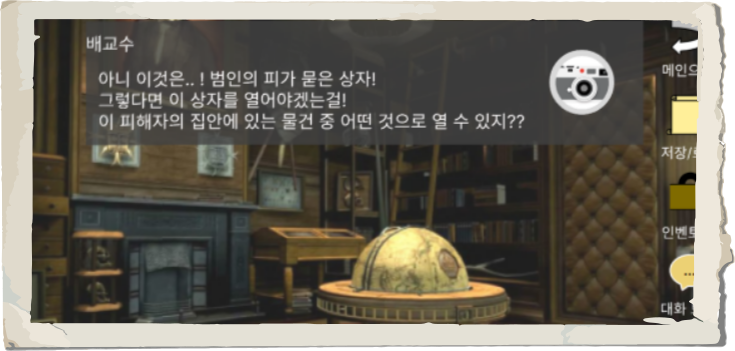 배교수
아니 이것은.. ! 범인의 피가 묻은 상자!
그렇다면 이 상자를 열어야겠는걸!
이 피해자의 집안에 있는 물건 중 어떤 것으로 열 수 있지??
메인으
저장/
인벤토
대화